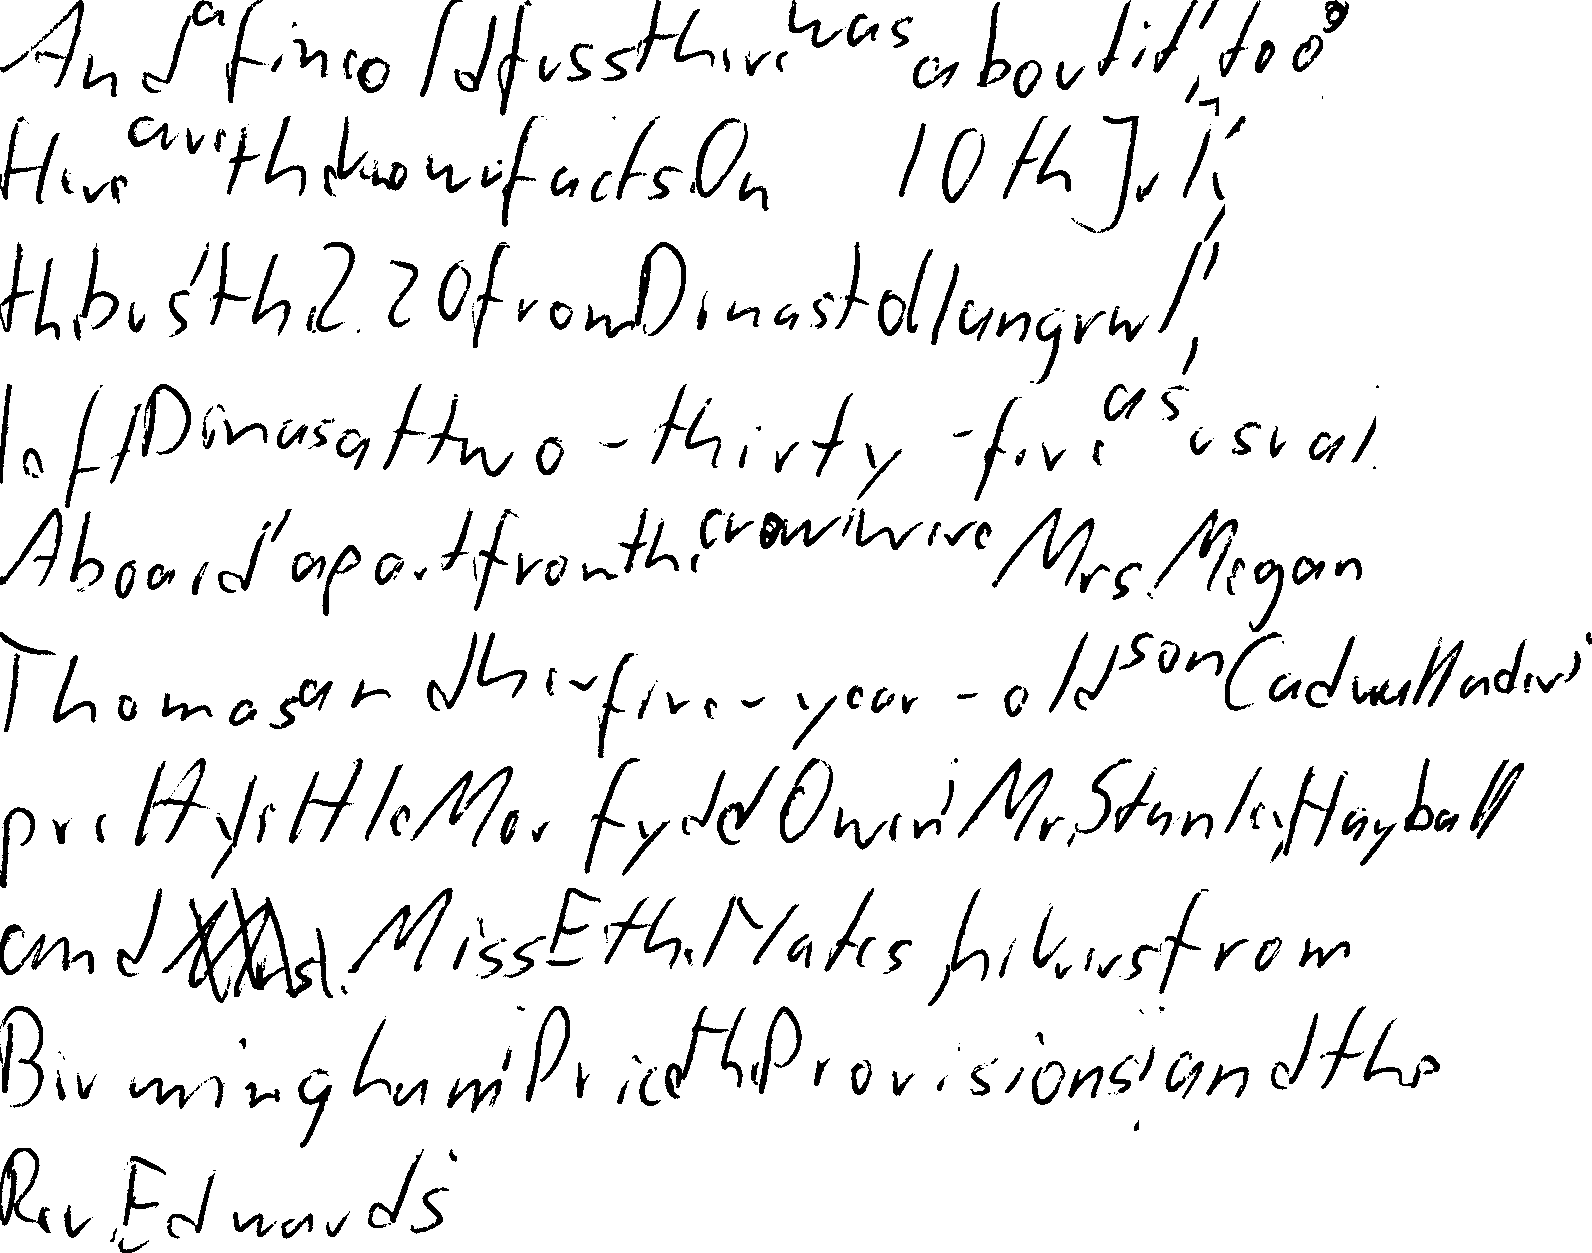 And a fine old fuss there was about it, too.
Here are the known facts. On 10th July,
the bus, the 2.20 from Dinas to Llangrwl,
left Dinas at two-thirty-five as usual.
Aboard, apart from the crew, were Mrs. Megan
Thomas and her five-year-old son Cadwallader;
pretty little Morfydd Owen; Mr. Stanley Hayball
and Miss Ethel Mates, hikers from
Birmingham; Price the Provisions; and the
Rev. Edwards.